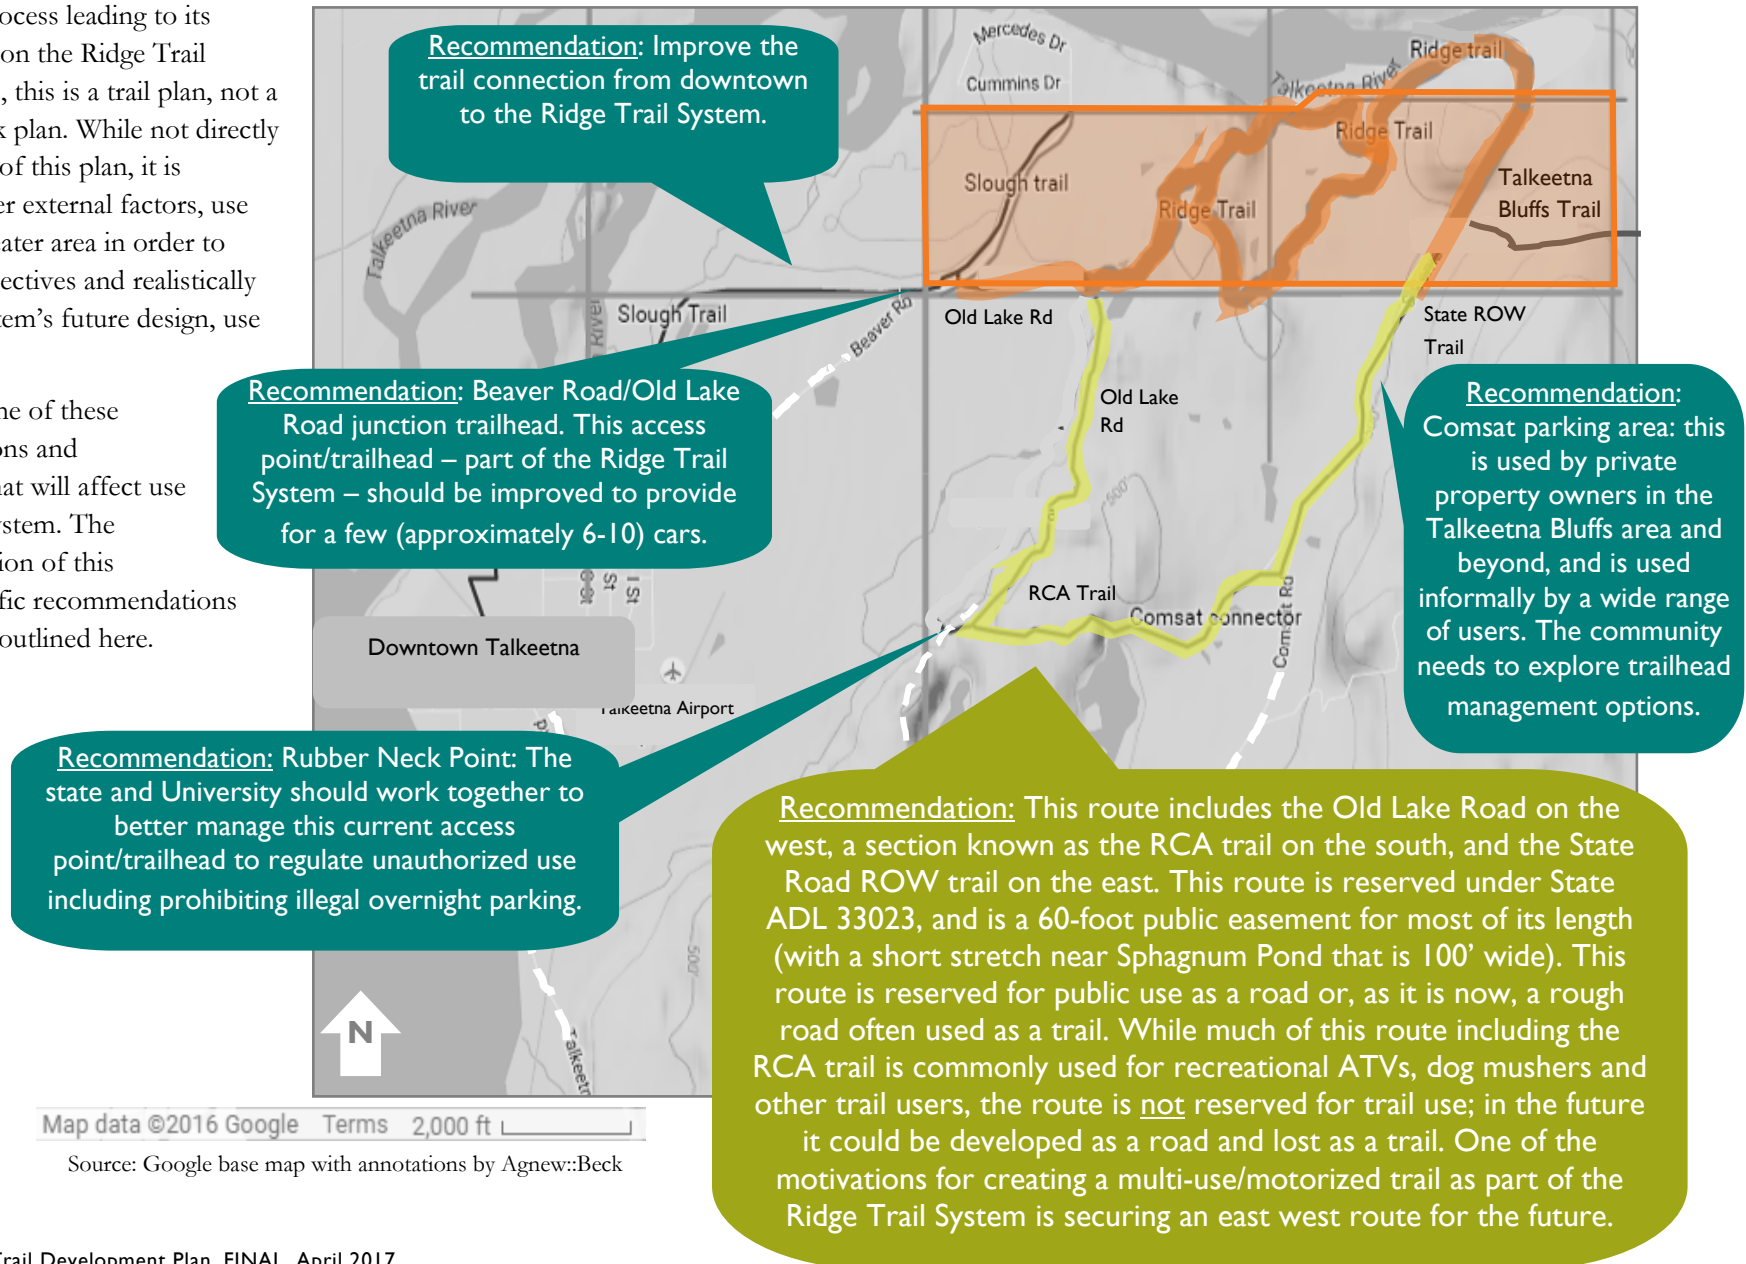 ocess leading to its
on the Ridge Trail
, this is a trail plan, not a
k plan. While not directly
of this plan, it is
er external factors, use
eater area in order to
ectives and realistically
tem's future design, use
ne of these
ons and
hat will affect use
ystem. The
tion of this
fic recommendations
outlined here.
Recommendation: Improve the
trail connection from downtown
to the Ridge Trail System.
Mercedes Dr
Cummins Dr
Talkeetna River
Ridge trail
Ridge Trail
Slough trail
Ridge Trail
Talkeetna
Bluffs Trail
Talkeetna River
River
Slough Trail
Beaver Rd
Old Lake Rd
State ROW
Trail
Old Lake
Rd
500'
Recommendation: Beaver Road/Old Lake
Road junction trailhead. This access
point/trailhead – part of the Ridge Trail
System – should be improved to provide
for a few (approximately 6-10) cars.
Recommendation:
Comsat parking area: this
is used by private
property owners in the
Talkeetna Bluffs area and
beyond, and is used
informally by a wide range
of users. The community
needs to explore trailhead
management options.
St
I St
RCA Trail
Comsat connector
Comsat Rd
Downtown Talkeetna
Talkeetna Airport
Recommendation: Rubber Neck Point: The
state and University should work together to
better manage this current access
point/trailhead to regulate unauthorized use
including prohibiting illegal overnight parking.
Recommendation: This route includes the Old Lake Road on the
west, a section known as the RCA trail on the south, and the State
Road ROW trail on the east. This route is reserved under State
ADL 33023, and is a 60-foot public easement for most of its length
(with a short stretch near Sphagnum Pond that is 100' wide). This
route is reserved for public use as a road or, as it is now, a rough
road often used as a trail. While much of this route including the
RCA trail is commonly used for recreational ATVs, dog mushers and
other trail users, the route is not reserved for trail use; in the future
it could be developed as a road and lost as a trail. One of the
motivations for creating a multi-use/motorized trail as part of the
Ridge Trail System is securing an east west route for the future.
500'
Talkeetn
N
Map data ©2016 Google Terms 2,000 ft
Source: Google base map with annotations by Agnew::Beck
Trail Development Plan FINAL April 2017